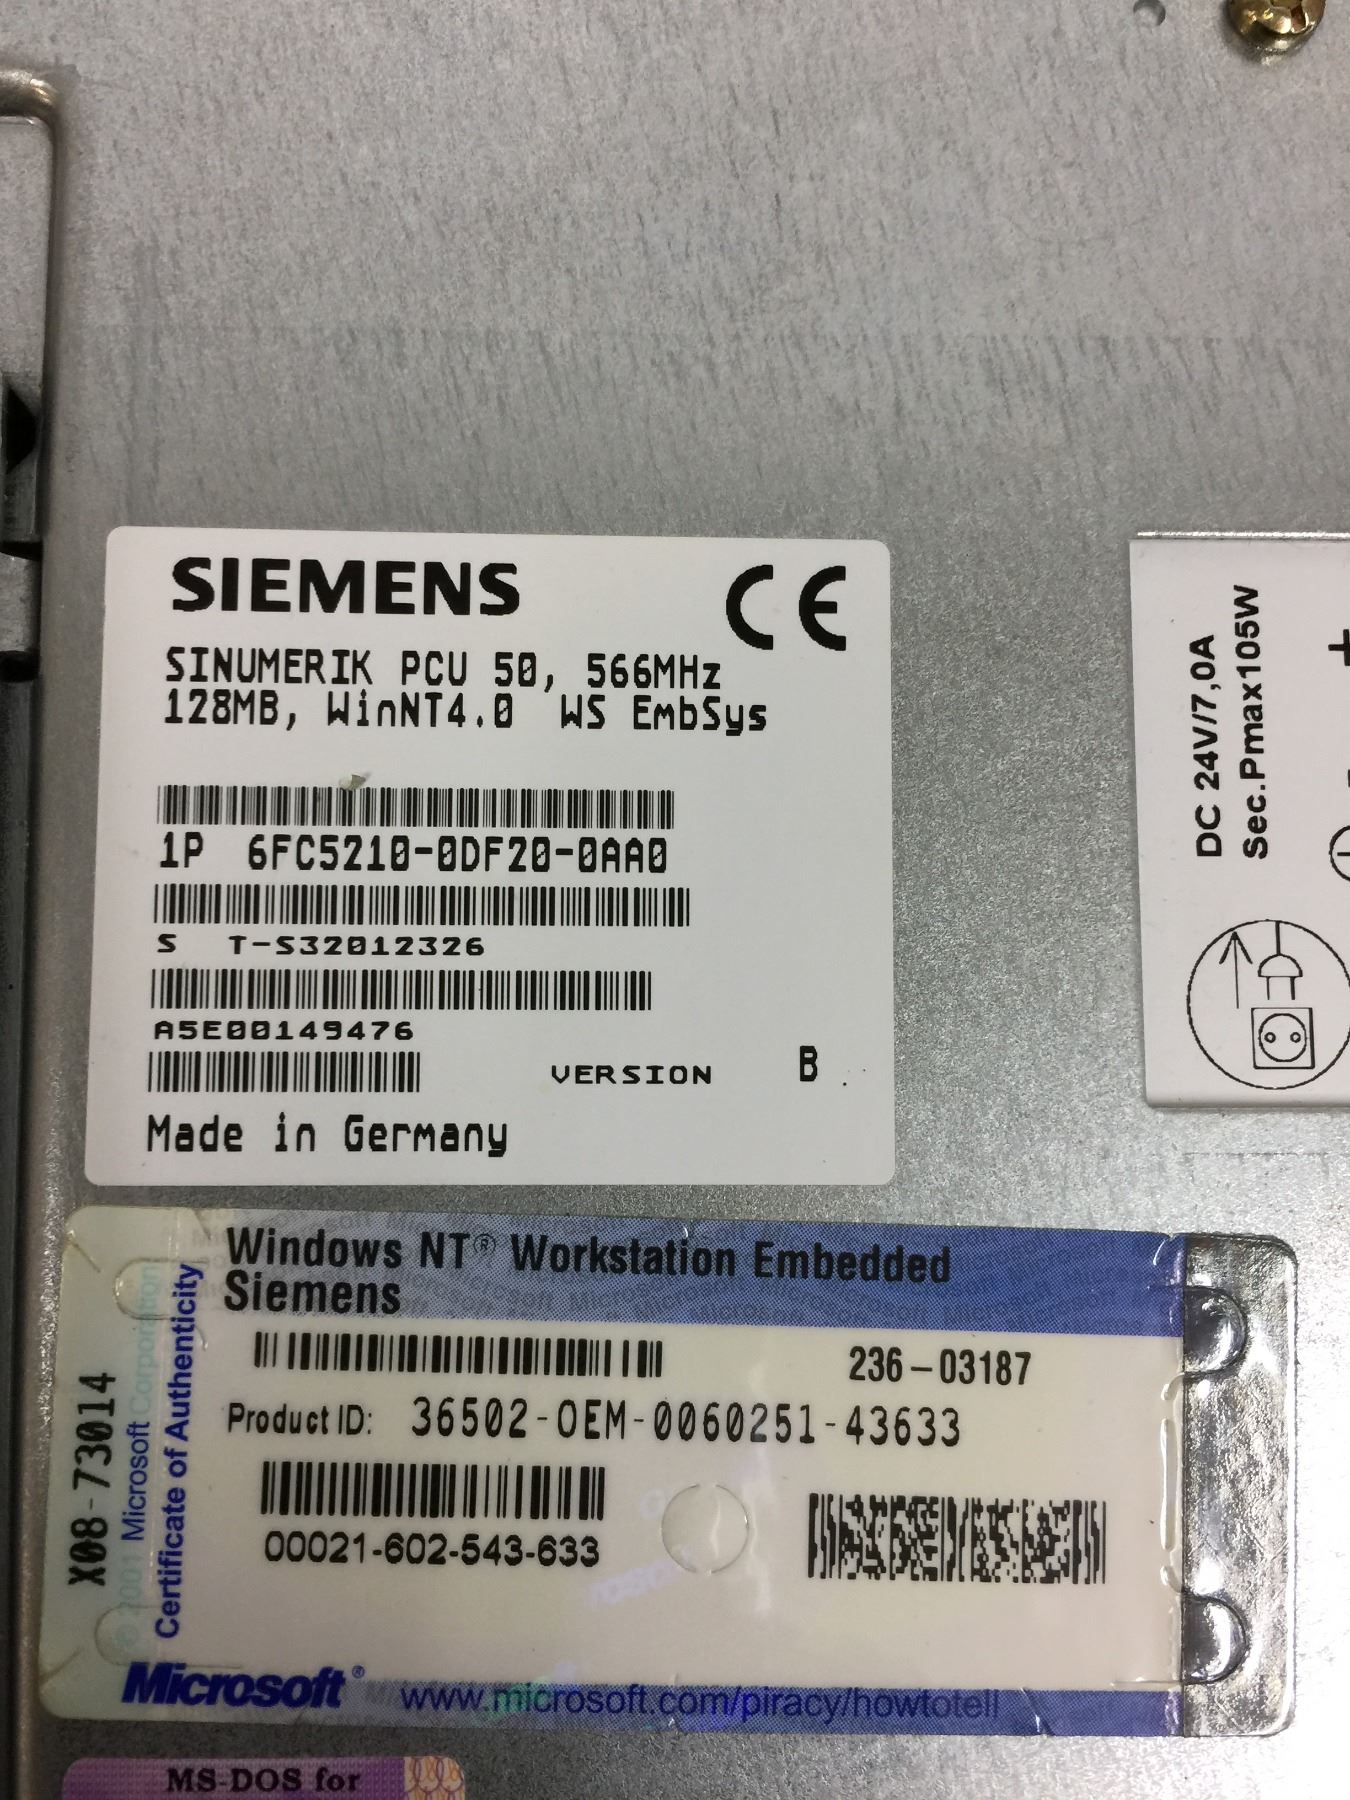 SIEMENS
CE
SINUMERIK PCU 50, 566MHz
128MB, WinNT4.0 WS EmbSys
1P 6FC5210-0DF20-0AA0
S T-S32012326
A5E00149476
VERSION B
Made in Germany
DC 24V/7,0A
Sec.Pmax105W
+
Windows NT® Workstation Embedded
Siemens
236-03187
Product ID: 36502-OEM-0060251-43633
00021-602-543-633
X08-73014
© 2001 Microsoft Corporation
Certificate of Authenticity
Microsoft®
www.microsoft.com/piracy/howtotell
MS-DOS for